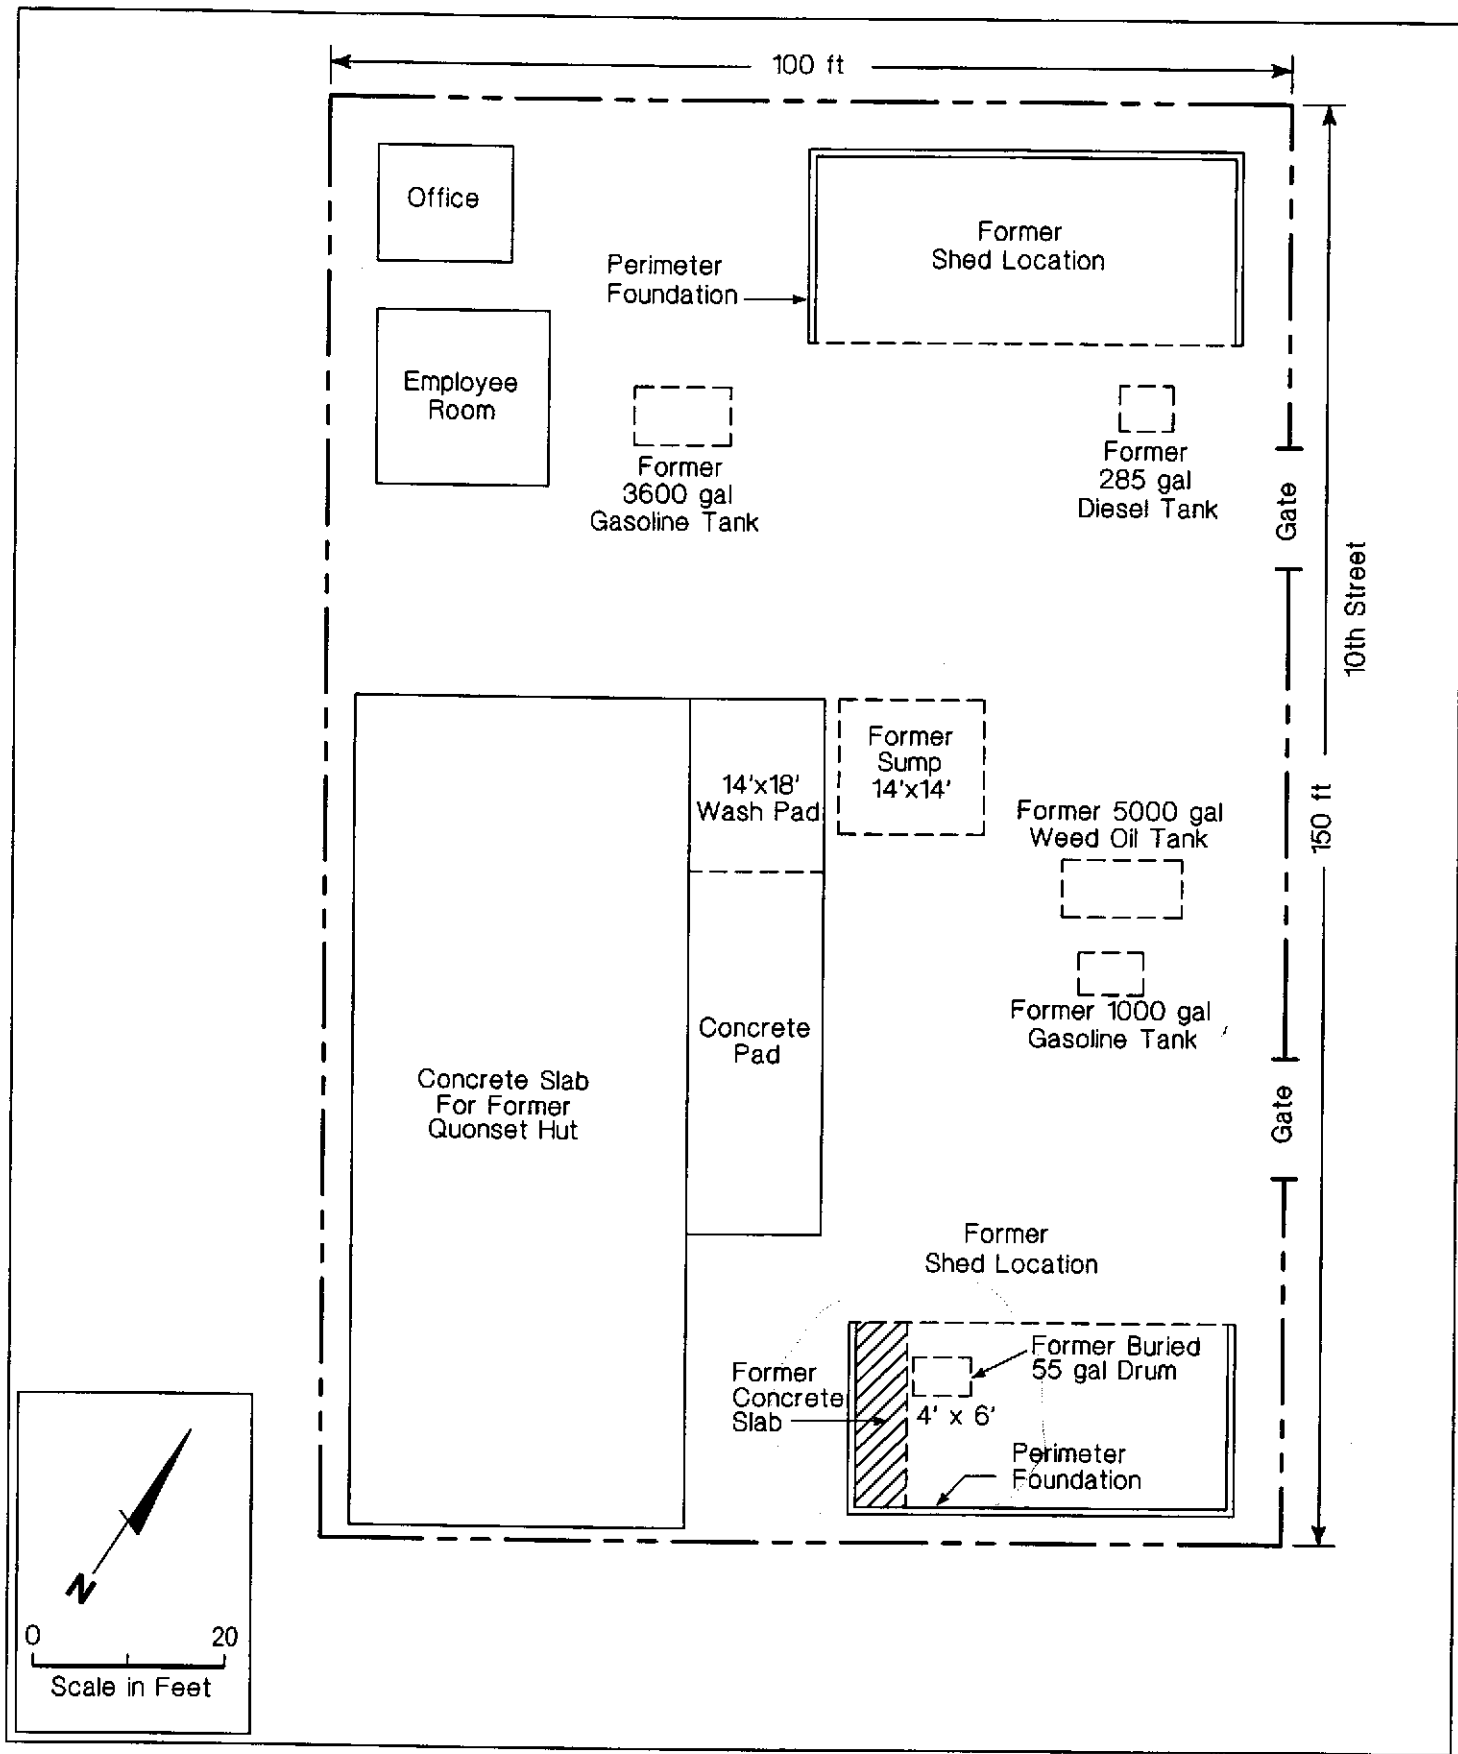 100 ft
Office
Former
Shed Location
Perimeter
Foundation
Employee
Room
Former
3600 gal
Gasoline Tank
Former
285 gal
Diesel Tank
Gate
10th Street
150 ft
14'x18'
Wash Pad
Former
Sump
14'x14'
Former 5000 gal
Weed Oil Tank
Former 1000 gal
Gasoline Tank
Concrete
Pad
Concrete Slab
For Former
Quonset Hut
Gate
Former
Shed Location
Former Buried
55 gal Drum
Former
Concrete
Slab
4' x 6'
Perimeter
Foundation
N
0 20
Scale in Feet